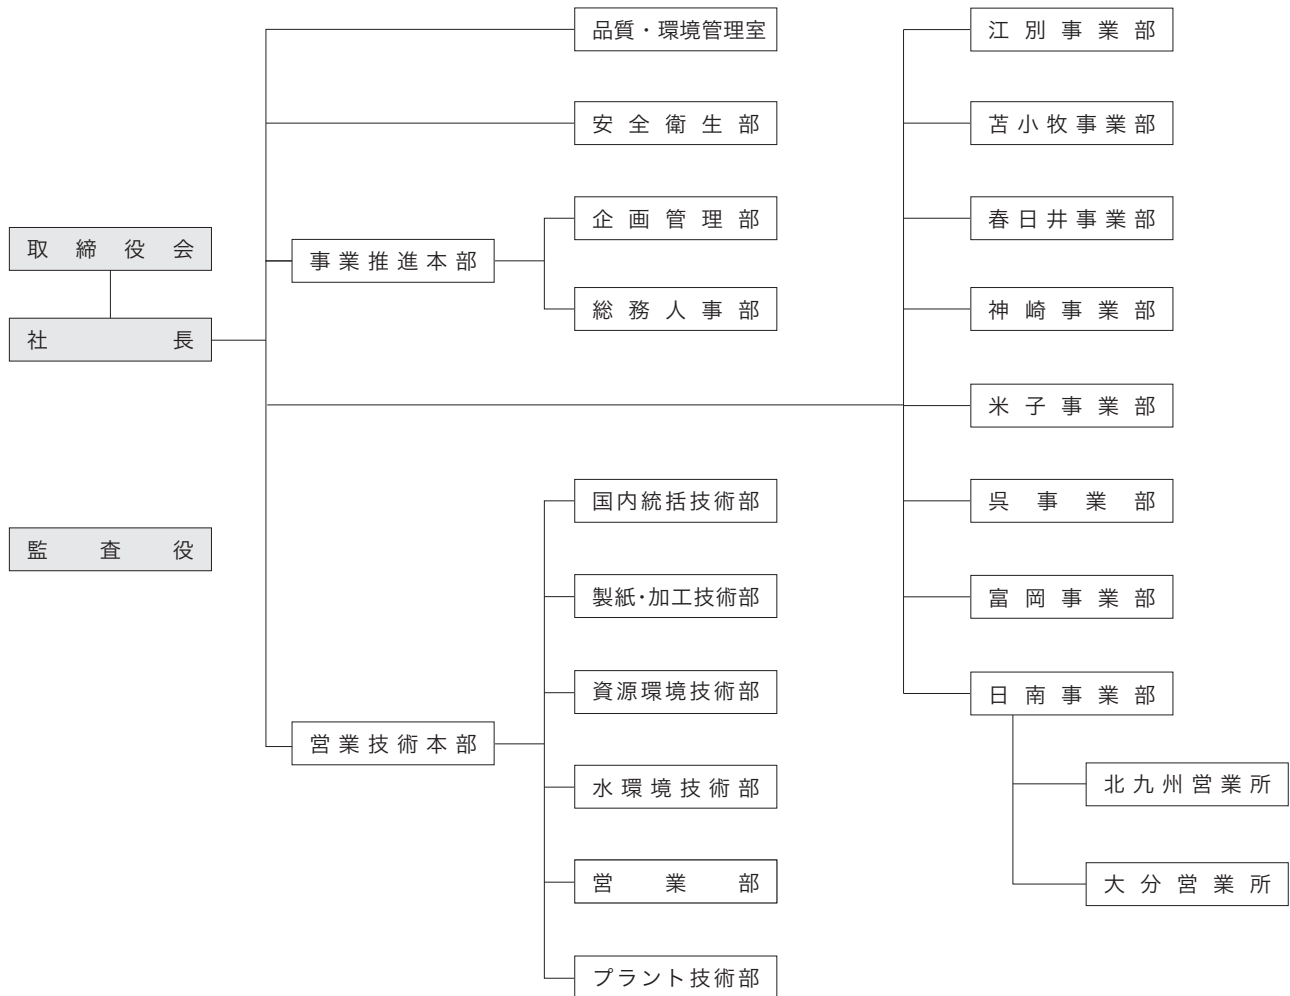 取締役会
社長
監査役
品質・環境管理室
安全衛生部
事業推進本部
企画管理部
総務人事部
営業技術本部
国内統括技術部
製紙・加工技術部
資源環境技術部
水環境技術部
営業部
プラント技術部
江別事業部
苫小牧事業部
春日井事業部
神崎事業部
米子事業部
呉事業部
富岡事業部
日南事業部
北九州営業所
大分営業所